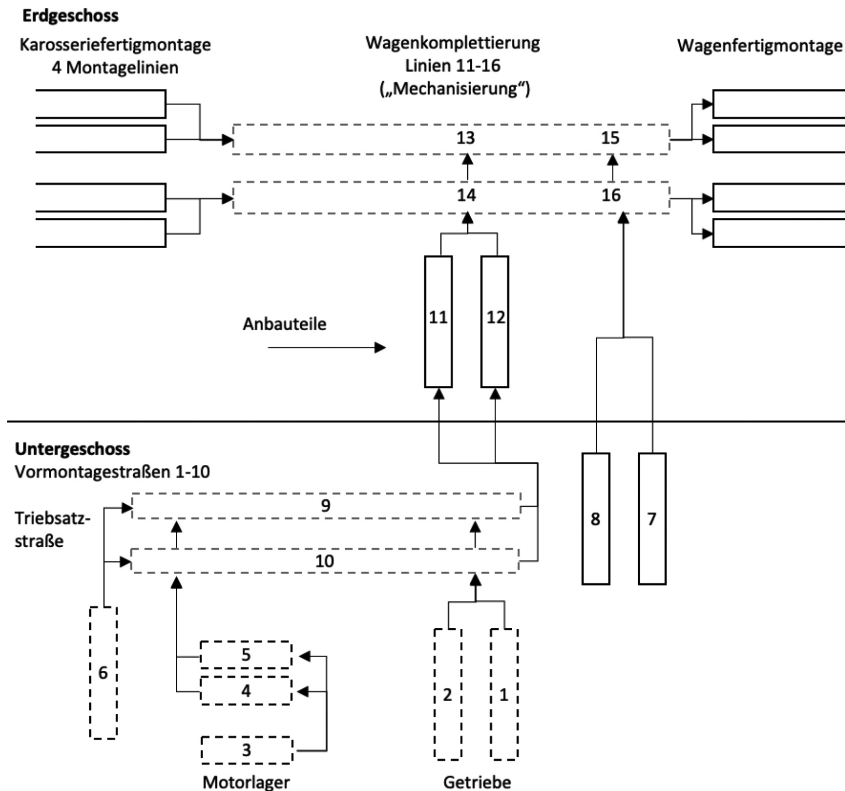 Erdgeschoss
Karosseriefertigmontage
4 Montagelinien
Wagenkomplettierung
Linien 11-16
(„Mechanisierung“)
Wagenfertigmontage
13
15
14
16
11
12
Anbauteile
Untergeschoss
Vormontagestraßen 1-10
Triebsatz-
straße
9
10
8
7
6
5
4
3
2
1
Motorlager
Getriebe